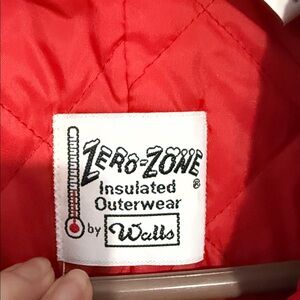 ZERO-ZONE
Insulated
Outerwear ®
by Walls